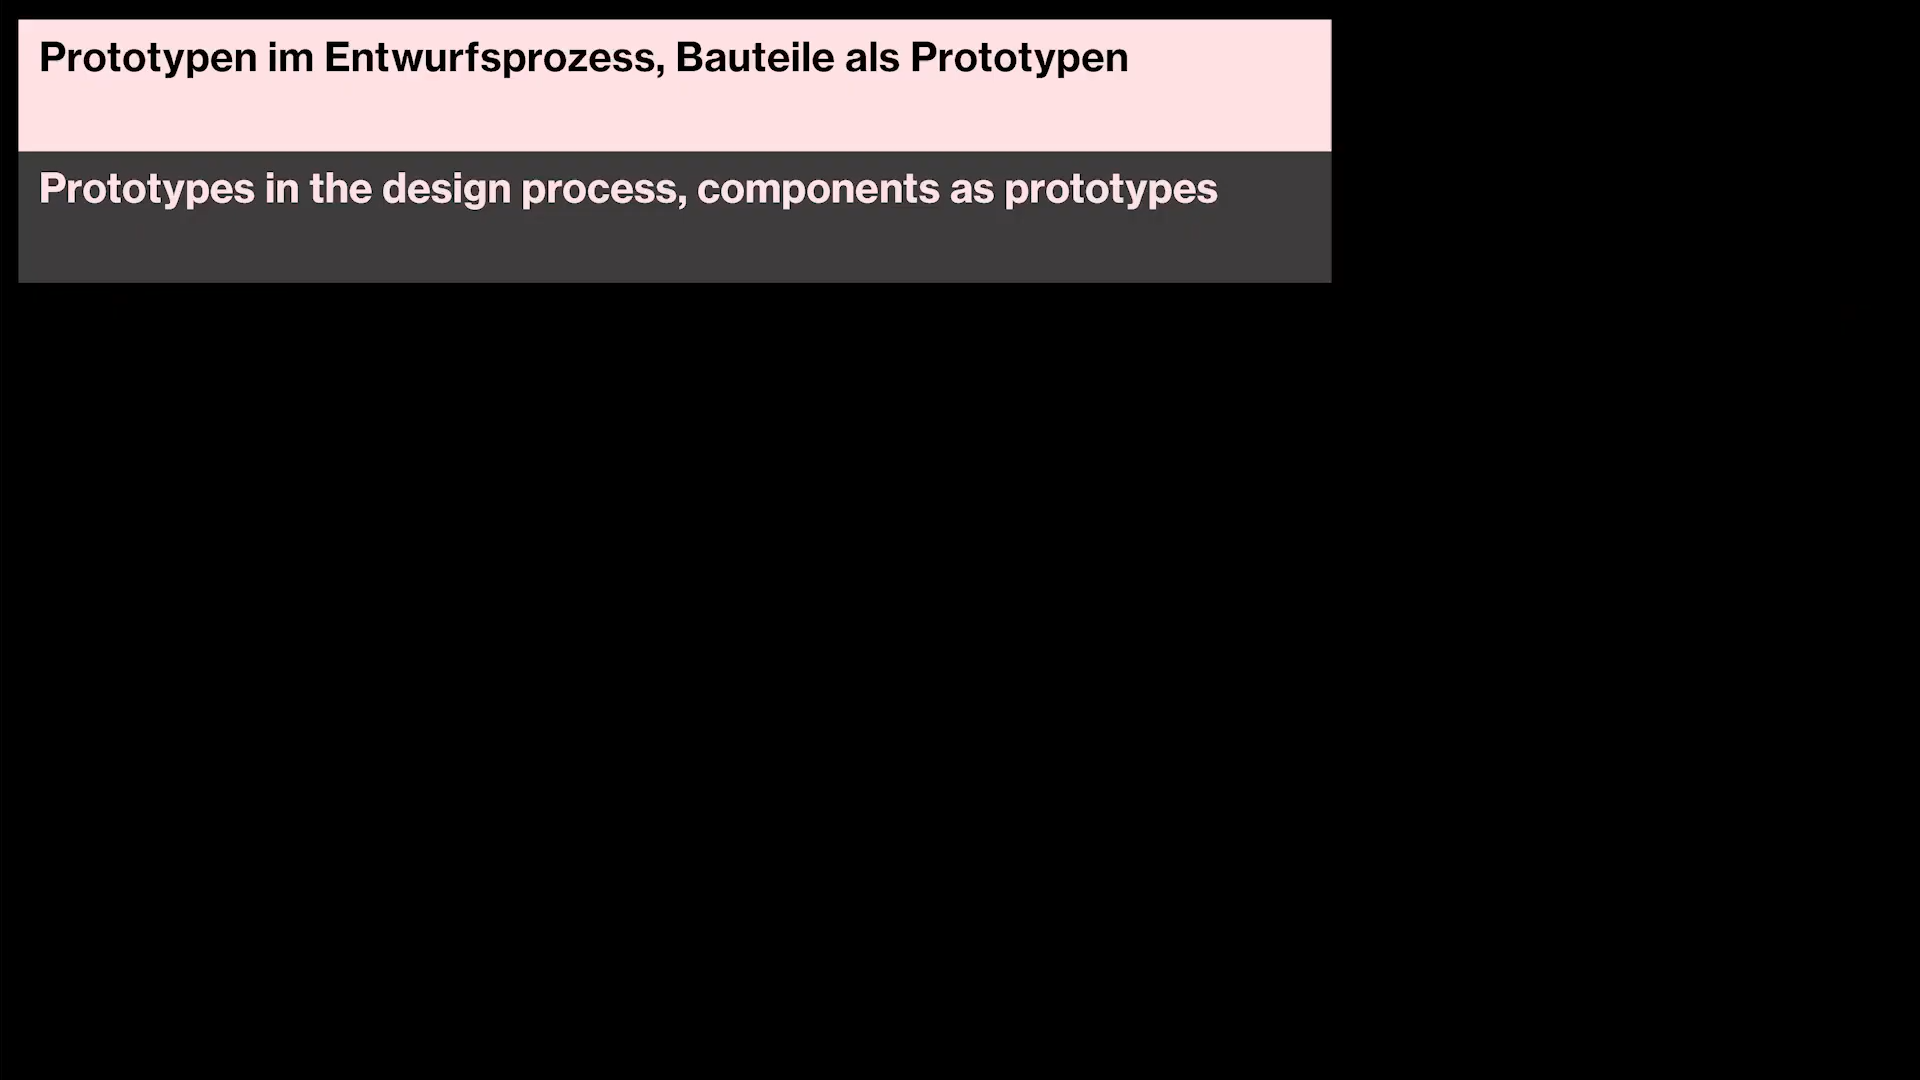 Prototypen im Entwurfsprozess, Bauteile als Prototypen
Prototypes in the design process, components as prototypes